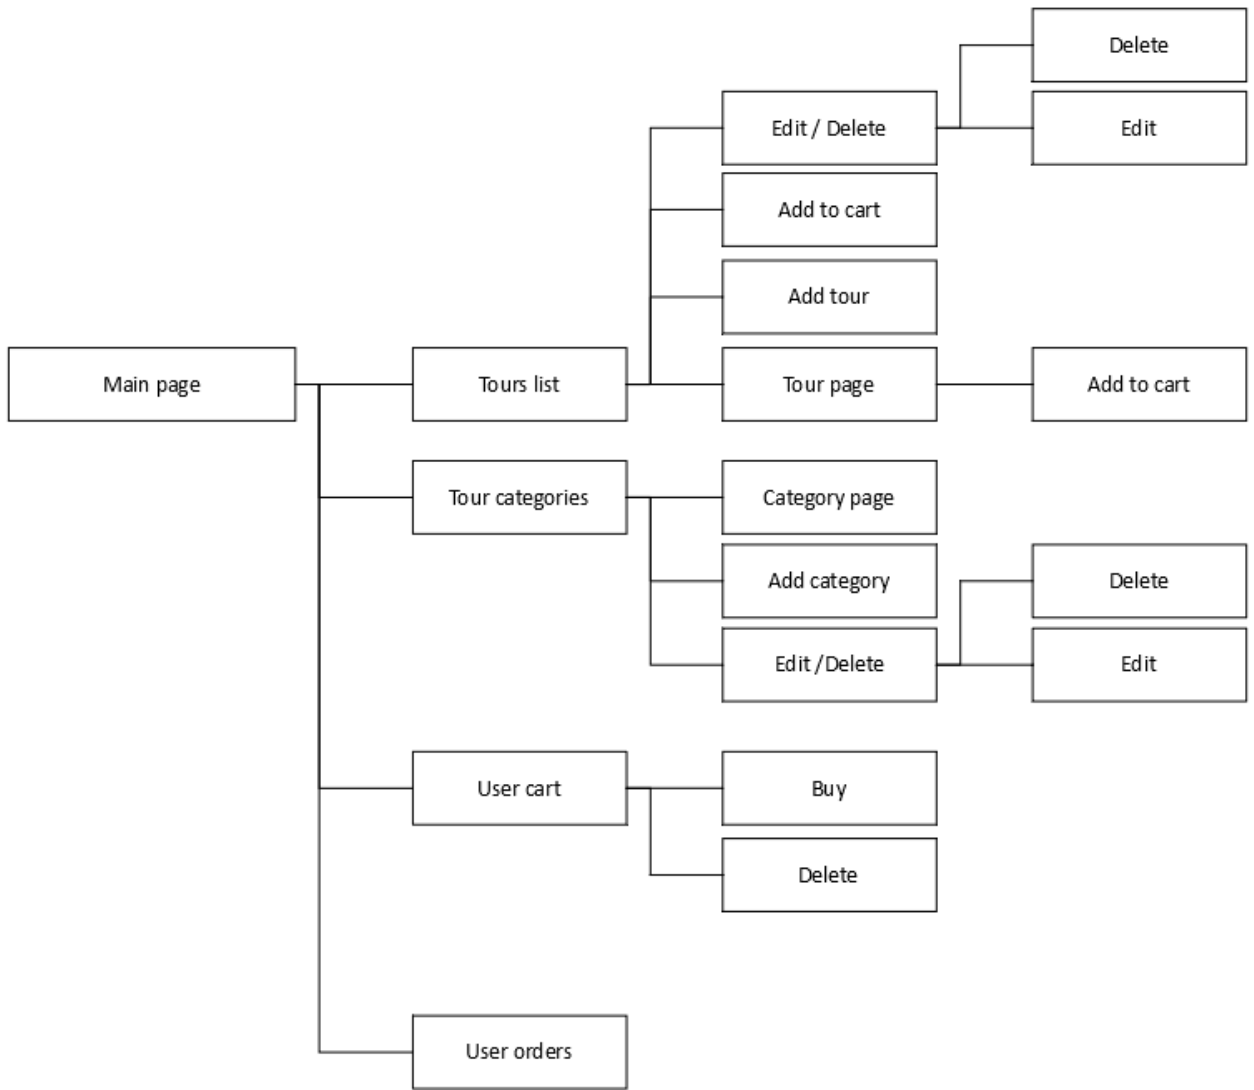 Delete
Edit / Delete
Edit
Add to cart
Add tour
Main page
Tours list
Tour page
Add to cart
Tour categories
Category page
Add category
Delete
Edit /Delete
Edit
User cart
Buy
Delete
User orders